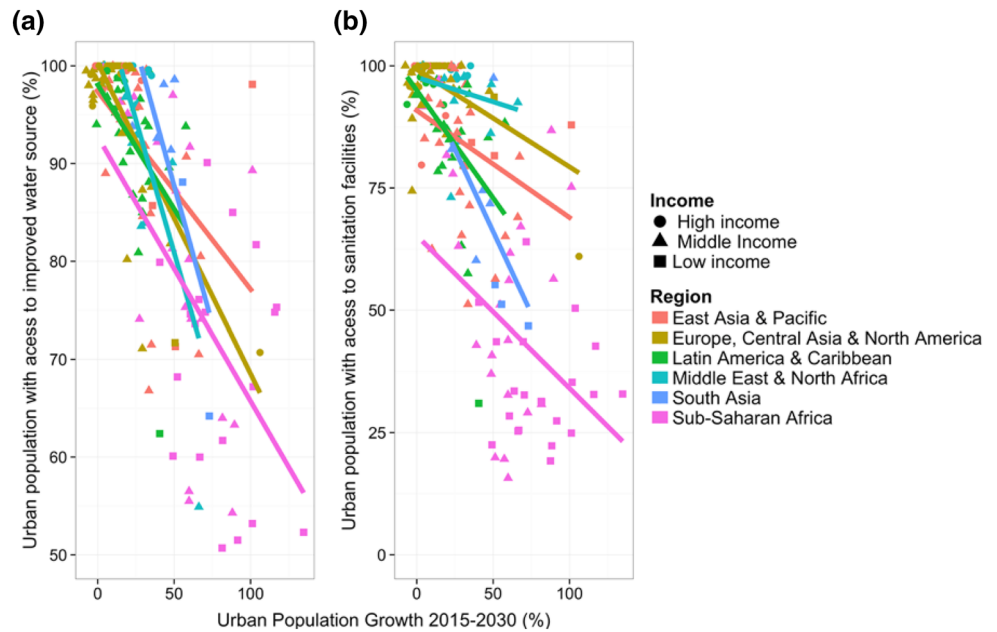 (a)
(b)
Urban population with acess to improved water source (%)
100
90
80
70
60
50
0
50
100
Urban population with acess to sanitation facilities (%)
100
75
50
25
0
0
50
100
Urban Population Growth 2015-2030 (%)
Income
High income
Middle Income
Low income
Region
East Asia & Pacific
Europe, Central Asia & North America
Latin America & Caribbean
Middle East & North Africa
South Asia
Sub-Saharan Africa